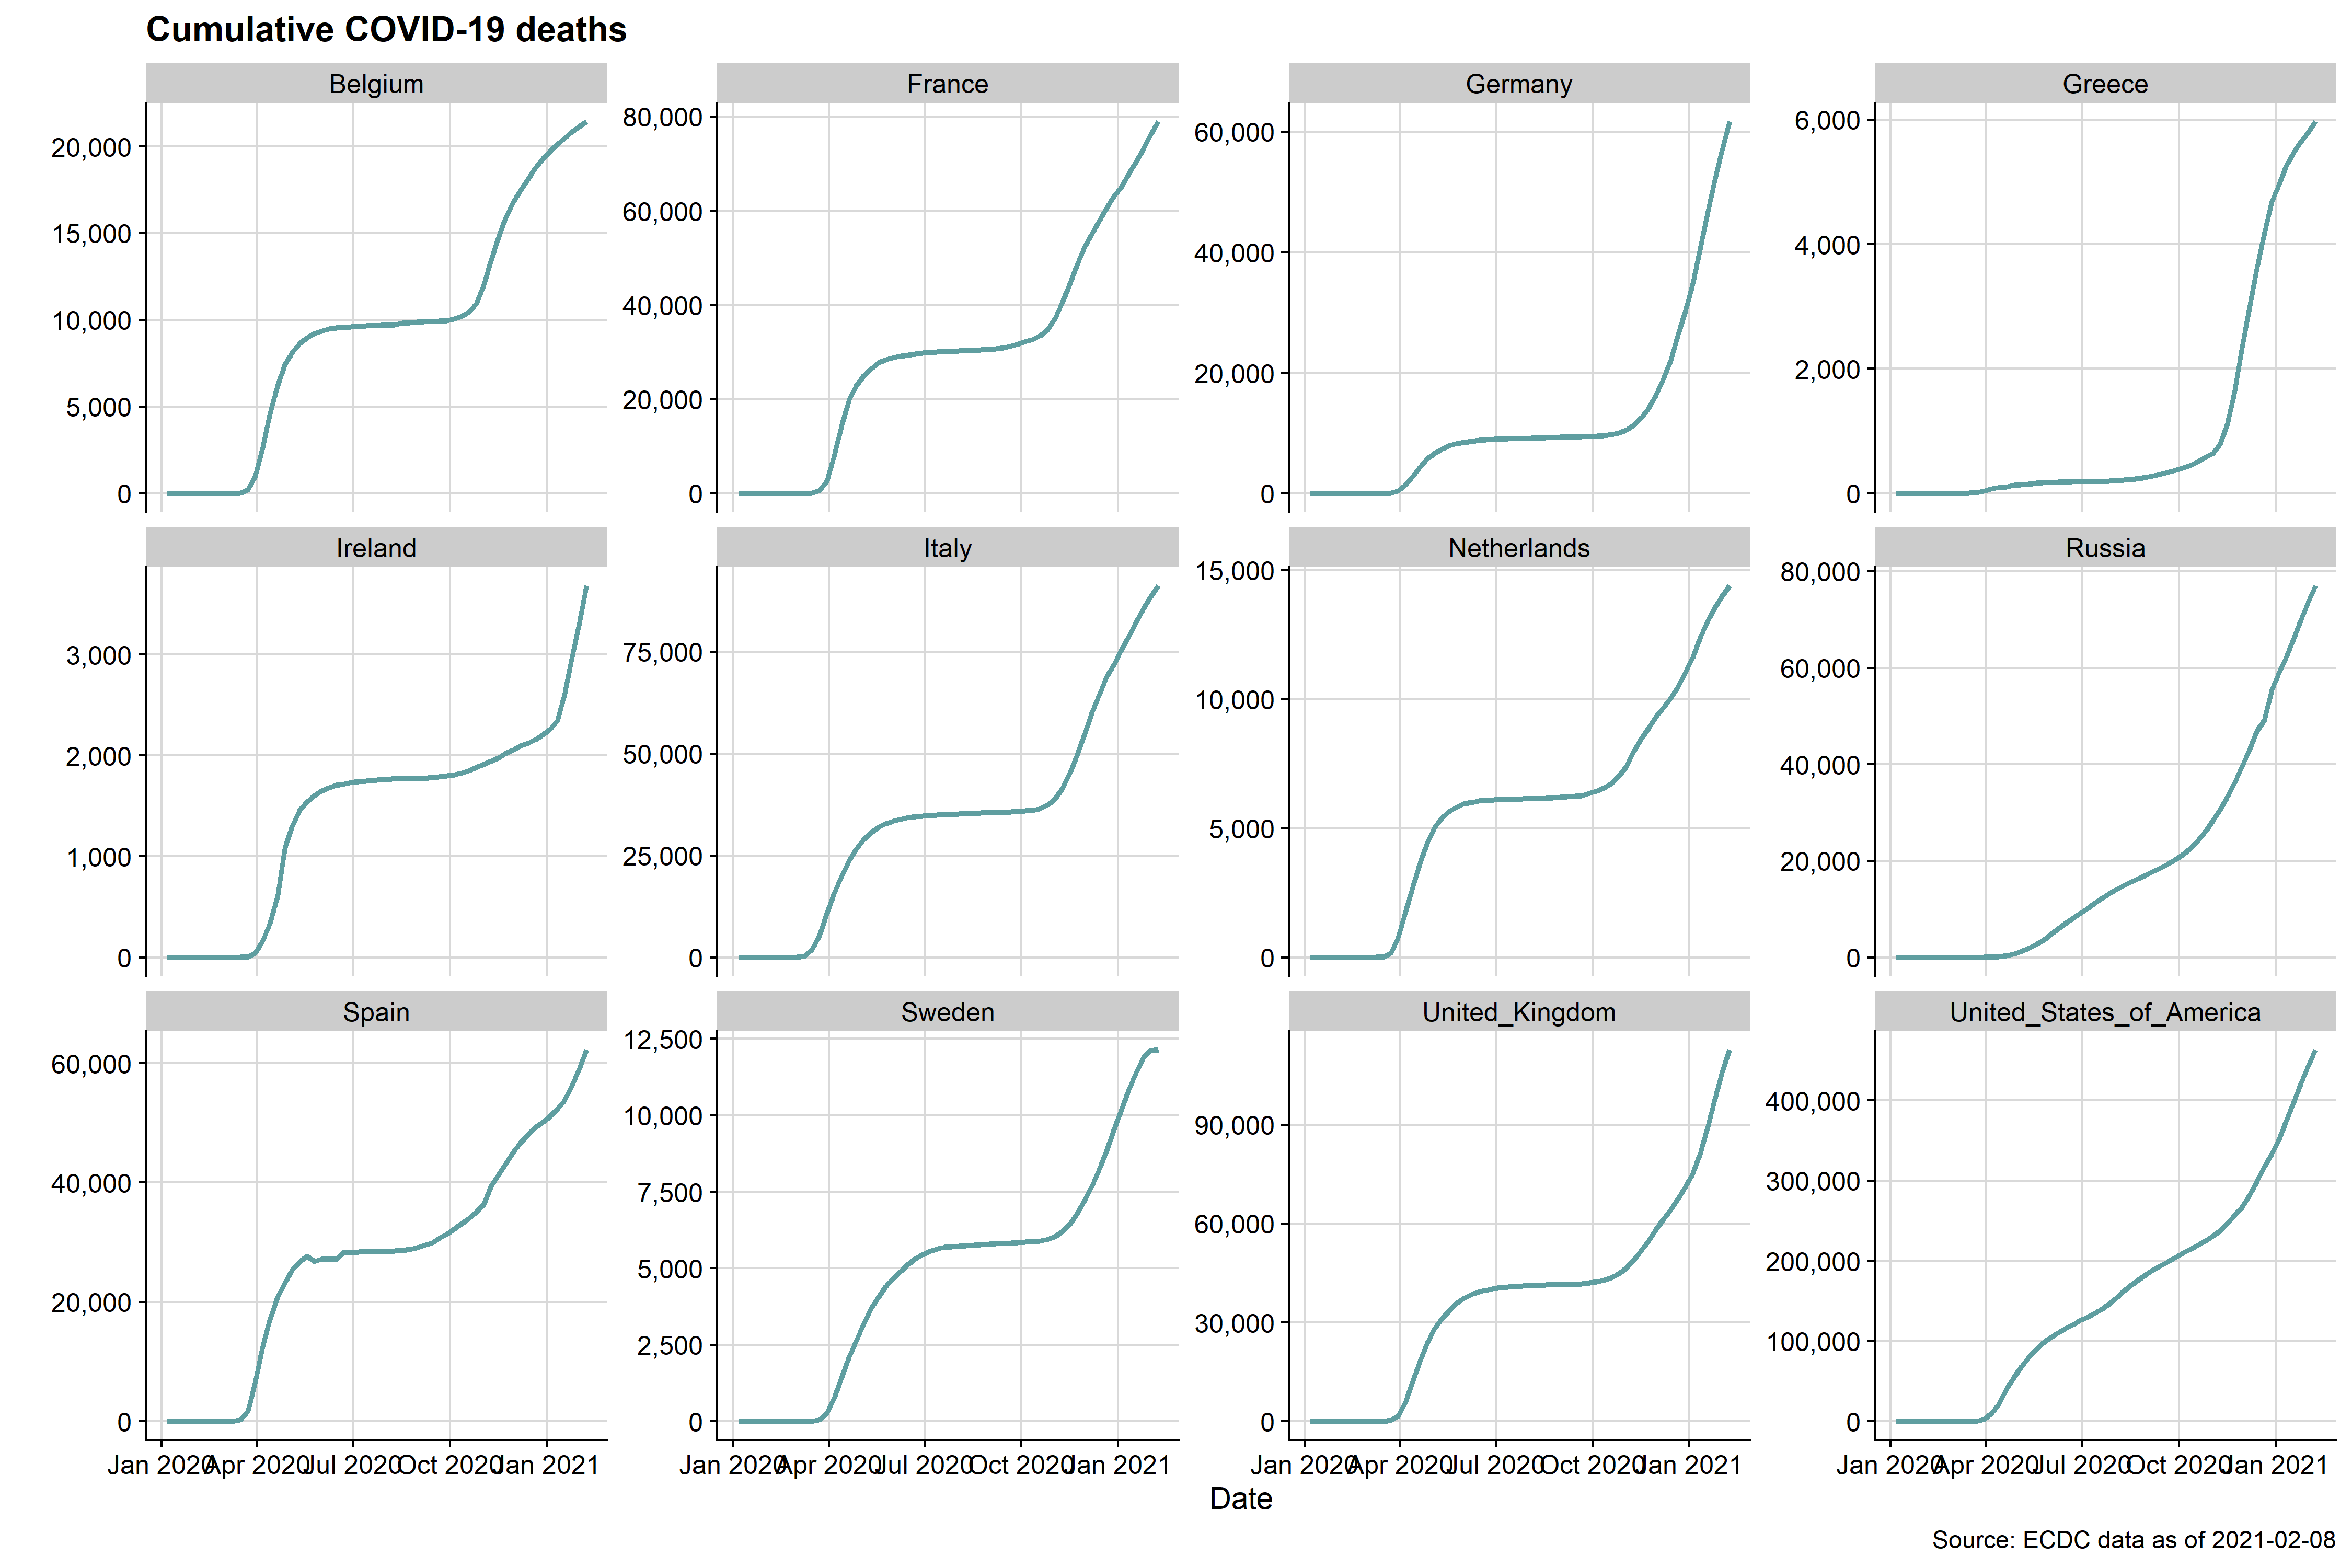 Cumulative COVID-19 deaths
Belgium
France
Germany
Greece
20,000
15,000
10,000
5,000
0
80,000
60,000
40,000
20,000
0
60,000
40,000
20,000
0
6,000
4,000
2,000
0
Ireland
Italy
Netherlands
Russia
3,000
2,000
1,000
0
75,000
50,000
25,000
0
15,000
10,000
5,000
0
80,000
60,000
40,000
20,000
0
Spain
Sweden
United_Kingdom
United_States_of_America
60,000
40,000
20,000
0
12,500
10,000
7,500
5,000
2,500
0
90,000
60,000
30,000
0
400,000
300,000
200,000
100,000
0
Jan 2020 Apr 2020 Jul 2020 Oct 2020 Jan 2021
Jan 2020 Apr 2020 Jul 2020 Oct 2020 Jan 2021
Jan 2020 Apr 2020 Jul 2020 Oct 2020 Jan 2021
Jan 2020 Apr 2020 Jul 2020 Oct 2020 Jan 2021
Date
Source: ECDC data as of 2021-02-08